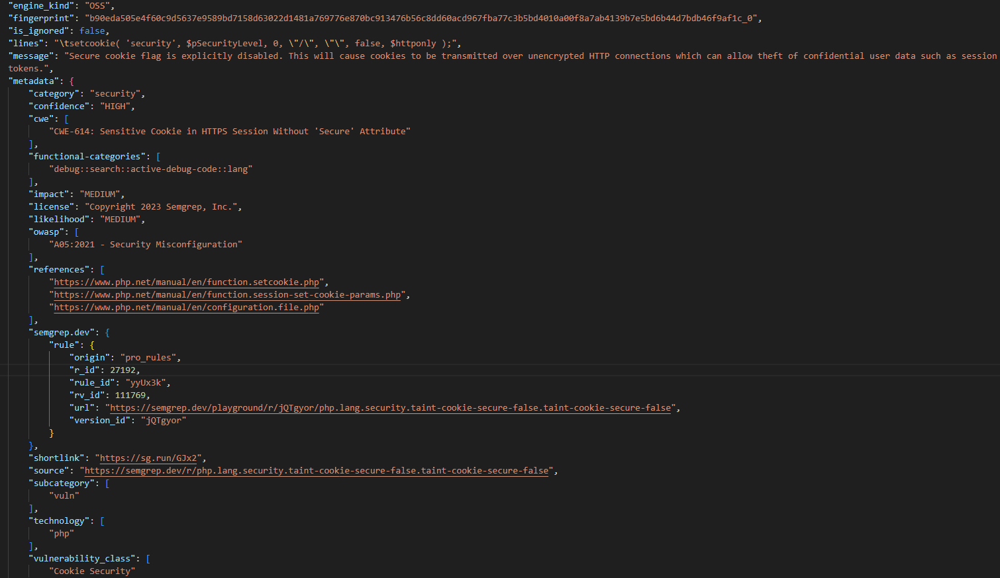 "engine_kind": "OSS",
"fingerprint": "b90eda505e4f60c9d5637e9589bd7158d63022d1481a769776e870bc913476b56c8dd60acd967fba77c3b5bd4010a00f8a7ab4139b7e5bd6b44d7bdb46f9af1c_0",
"is_ignored": false,
"lines": "\tsetcookie( 'security', $pSecurityLevel, 0, \"/\", \"\", false, $httponly );",
"message": "Secure cookie flag is explicitly disabled. This will cause cookies to be transmitted over unencrypted HTTP connections which can allow theft of confidential user data such as session
tokens.",
"metadata": {
"category": "security",
"confidence": "HIGH",
"cwe": [
"CWE-614: Sensitive Cookie in HTTPS Session Without 'Secure' Attribute"
],
"functional-categories": [
"debug::search::active-debug-code::lang"
],
"impact": "MEDIUM",
"license": "Copyright 2023 Semgrep, Inc.",
"likelihood": "MEDIUM",
"owasp": [
"A05:2021 - Security Misconfiguration"
],
"references": [
"https://www.php.net/manual/en/function.setcookie.php",
"https://www.php.net/manual/en/function.session-set-cookie-params.php",
"https://www.php.net/manual/en/configuration.file.php"
],
"semgrep.dev": {
"rule": {
"origin": "pro_rules",
"r_id": 27192,
"rule_id": "yyUx3k",
"rv_id": 111769,
"url": "https://semgrep.dev/playground/r/jQTgyor/php.lang.security.taint-cookie-secure-false.taint-cookie-secure-false",
"version_id": "jQTgyor"
}
},
"shortlink": "https://sg.run/GJx2",
"source": "https://semgrep.dev/r/php.lang.security.taint-cookie-secure-false.taint-cookie-secure-false",
"subcategory": [
"vuln"
],
"technology": [
"php"
],
"vulnerability_class": [
"Cookie Security"